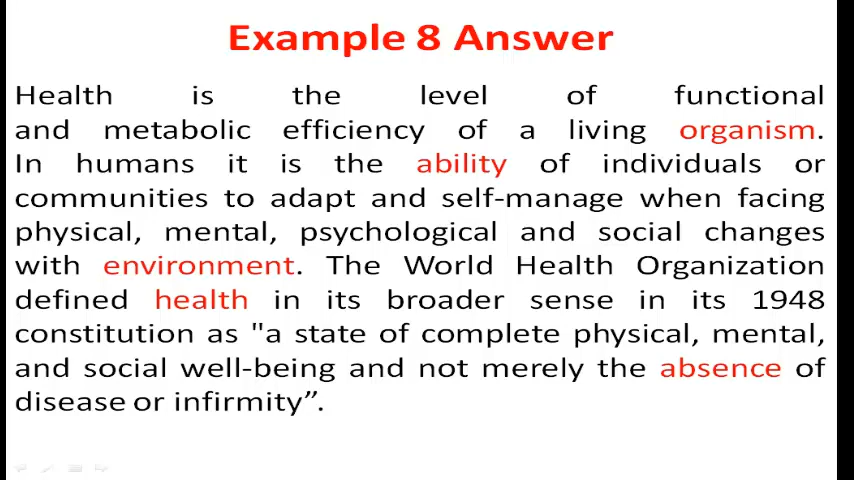 Example 8 Answer
Health is the level of functional
and metabolic efficiency of a living organism.
In humans it is the ability of individuals or
communities to adapt and self-manage when facing
physical, mental, psychological and social changes
with environment. The World Health Organization
defined health in its broader sense in its 1948
constitution as "a state of complete physical, mental,
and social well-being and not merely the absence of
disease or infirmity”.